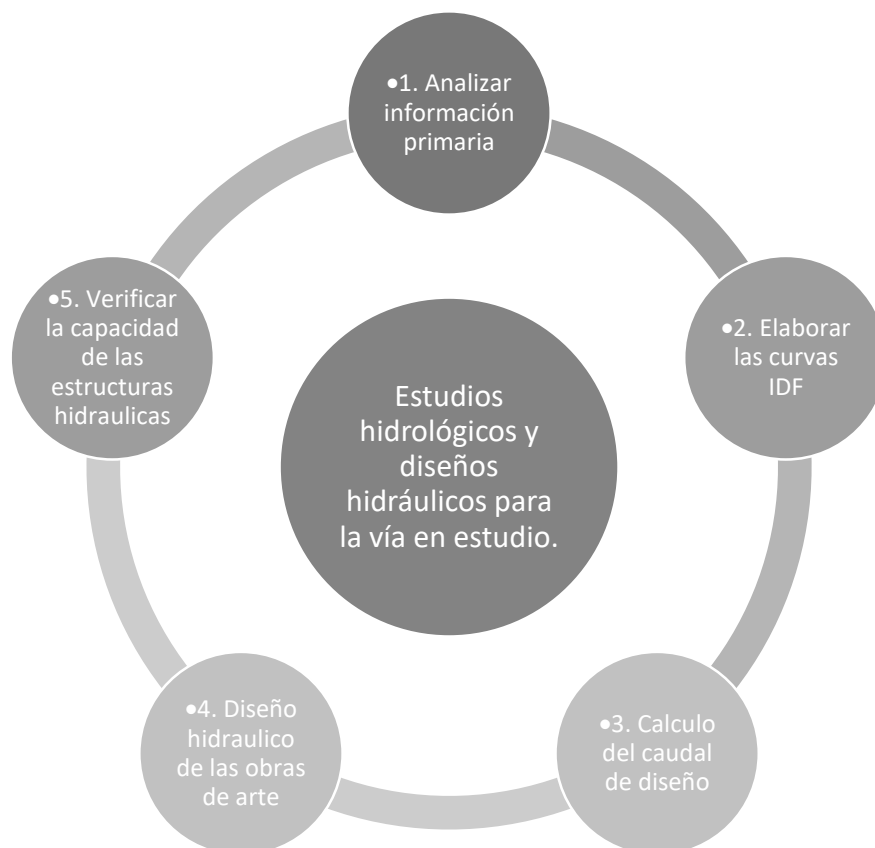 •1. Analizar
información
primaria
•2. Elaborar
las curvas
IDF
•3. Calculo
del caudal
de diseño
•4. Diseño
hidraulico
de las obras
de arte
•5. Verificar
la capacidad
de las
estructuras
hidraulicas
Estudios
hidrológicos y
diseños
hidráulicos para
la vía en estudio.